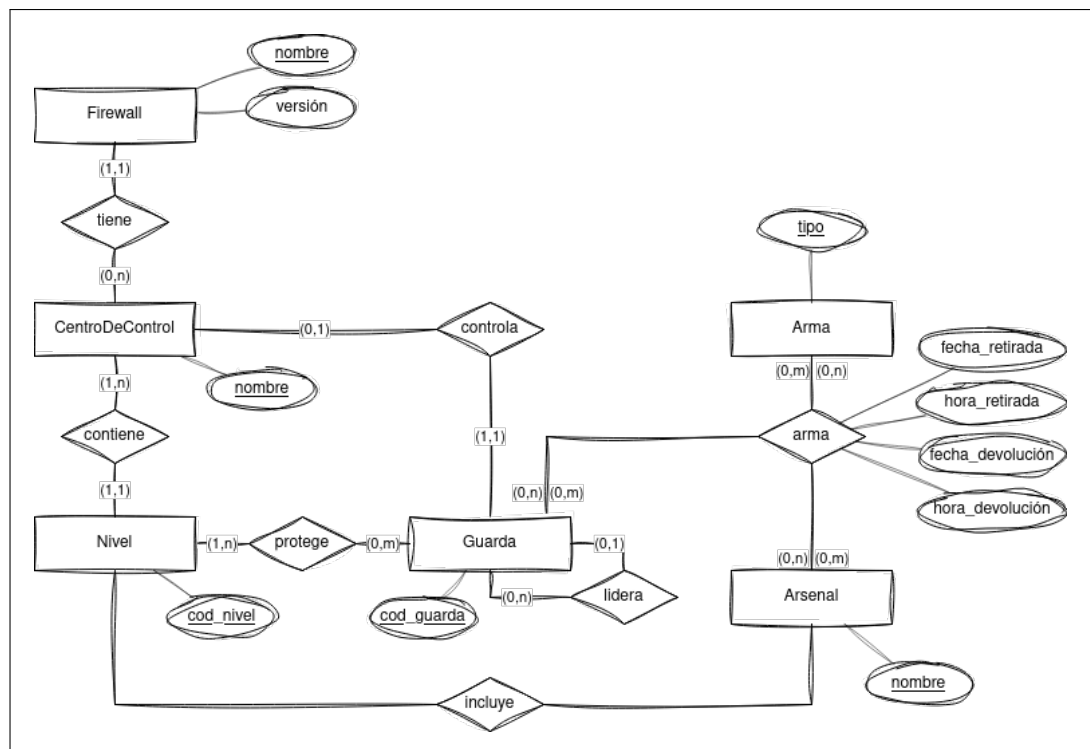 nombre
Firewall
versión
(1,1)
tiene
tipo
(0,n)
CentroDeControl
(0,1)
controla
Arma
fecha_retirada
(1,n)
nombre
(0,m)
(0,n)
hora_retirada
contiene
(1,1)
arma
fecha_devolución
(1,1)
(0,n)
(0,m)
hora_devolución
Nivel
(1,n)
protege
(0,m)
Guarda
(0,1)
(0,n)
(0,m)
(0,n)
lidera
Arsenal
cod_nivel
cod_guarda
nombre
incluye